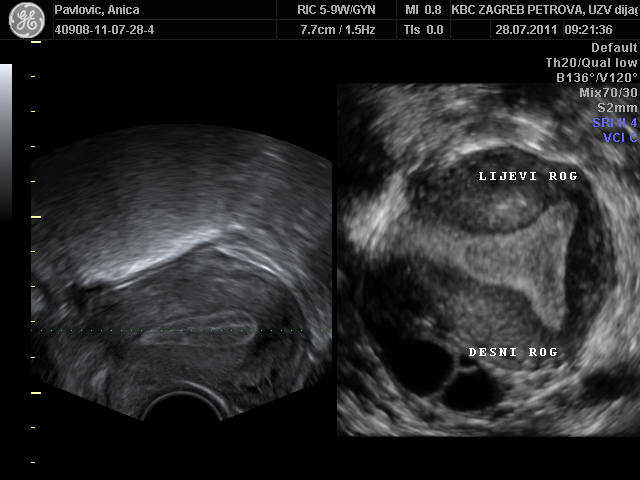 Pavlovic, Anica RIC 5-9W/GYN MI 0.8 KBC ZAGREB PETROVA, UZV dijag
40908-11-07-28-4 7.7cm / 1.5Hz TIs 0.0 28.07.2011 09:21:36
Default
Th20/Qual low
B136°/V120°
Mix70/30
S2mm
SRI II 4
VCI C
LIJEVI ROG
DESNI ROG